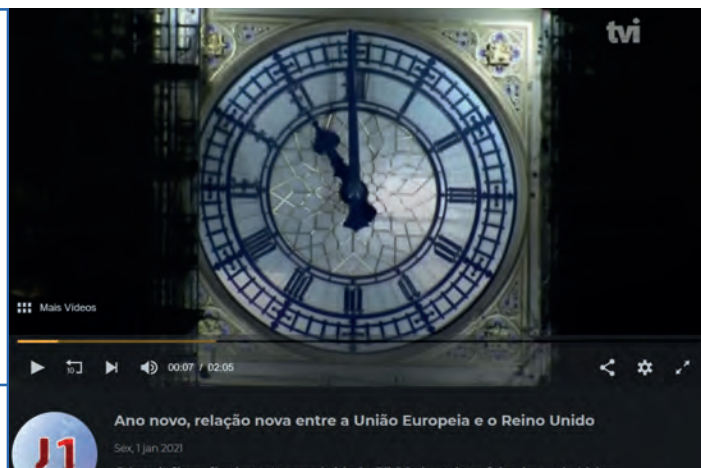 tvi
Mais Vídeos
10
00:07 / 02:05
Ano novo, relação nova entre a União Europeia e o Reino Unido
Sex, 1 jan 2021
J1